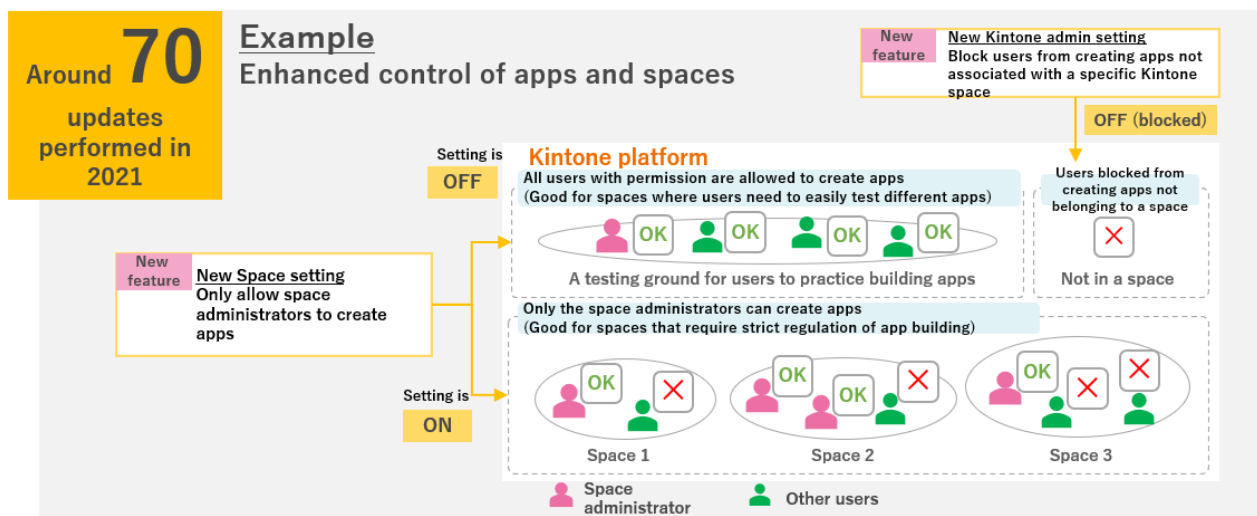 Around 70
updates
performed in
2021
Example
Enhanced control of apps and spaces
New
feature
New Kintone admin setting
Block users from creating apps not
associated with a specific Kintone
space
OFF (blocked)
Setting is
OFF
Kintone platform
All users with permission are allowed to create apps
(Good for spaces where users need to easily test different apps)
OK
OK
OK
OK
A testing ground for users to practice building apps
Users blocked from
creating apps not
belonging to a space
Not in a space
New
feature
New Space setting
Only allow space
administrators to create
apps
Setting is
ON
Only the space administrators can create apps
(Good for spaces that require strict regulation of app building)
OK
Space 1
OK
OK
Space 2
OK
Space 3
Space
administrator
Other users